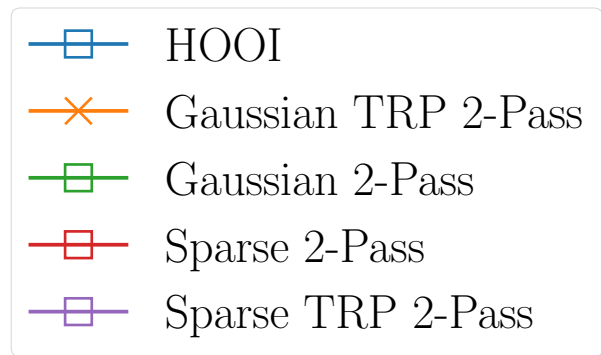 HOOI
Gaussian TRP 2-Pass
Gaussian 2-Pass
Sparse 2-Pass
Sparse TRP 2-Pass